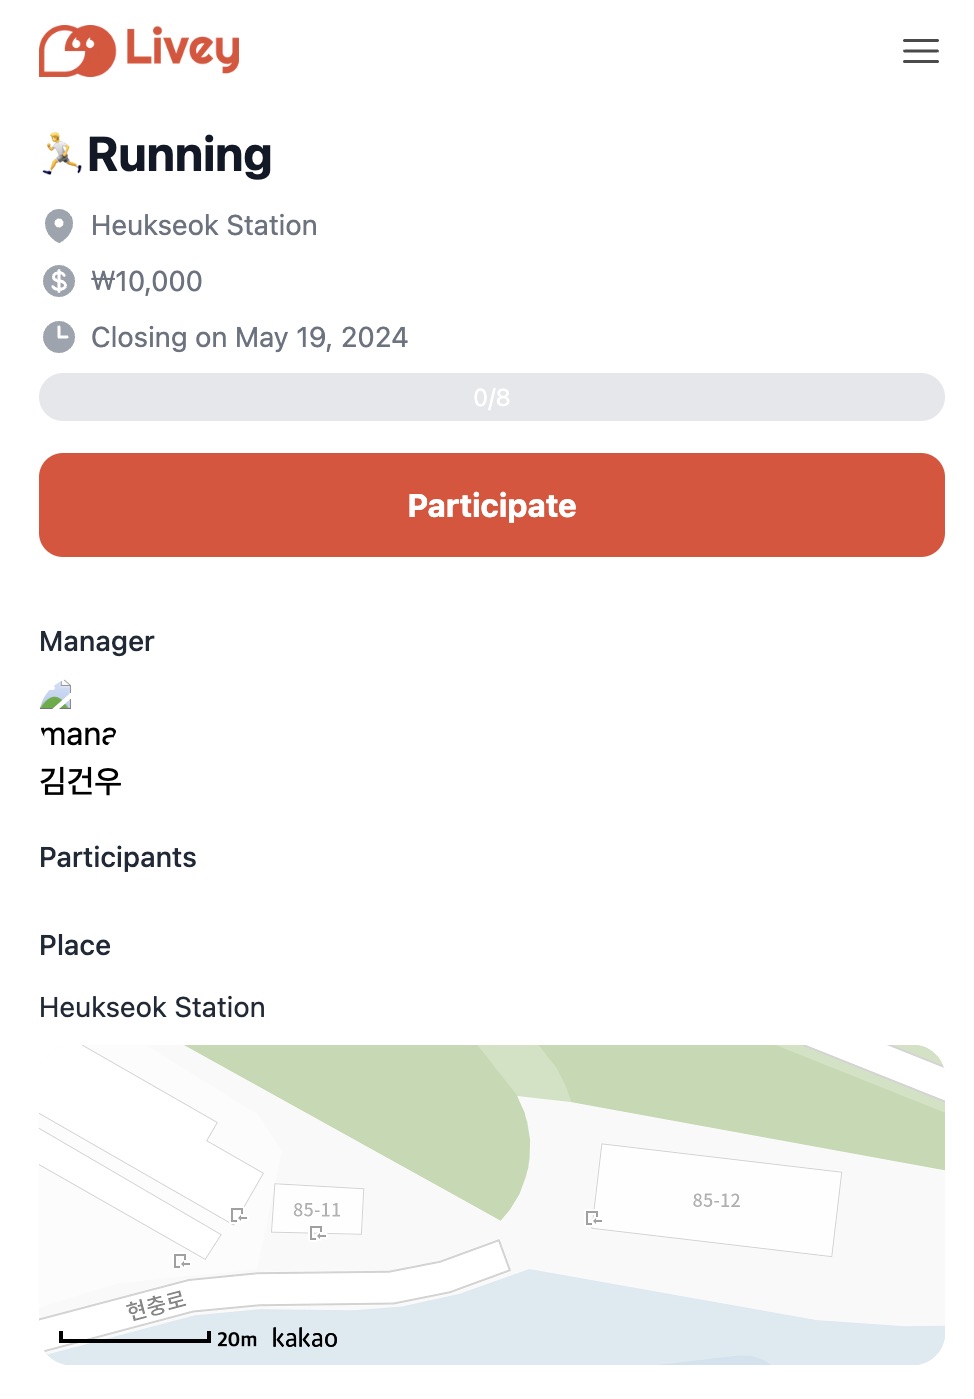 Livey
🏃Running
Heukseok Station
₩10,000
Closing on May 19, 2024
0/8
Participate
Manager
mana
김건우
Participants
Place
Heukseok Station
85-11
85-12
현충로
20m kakao